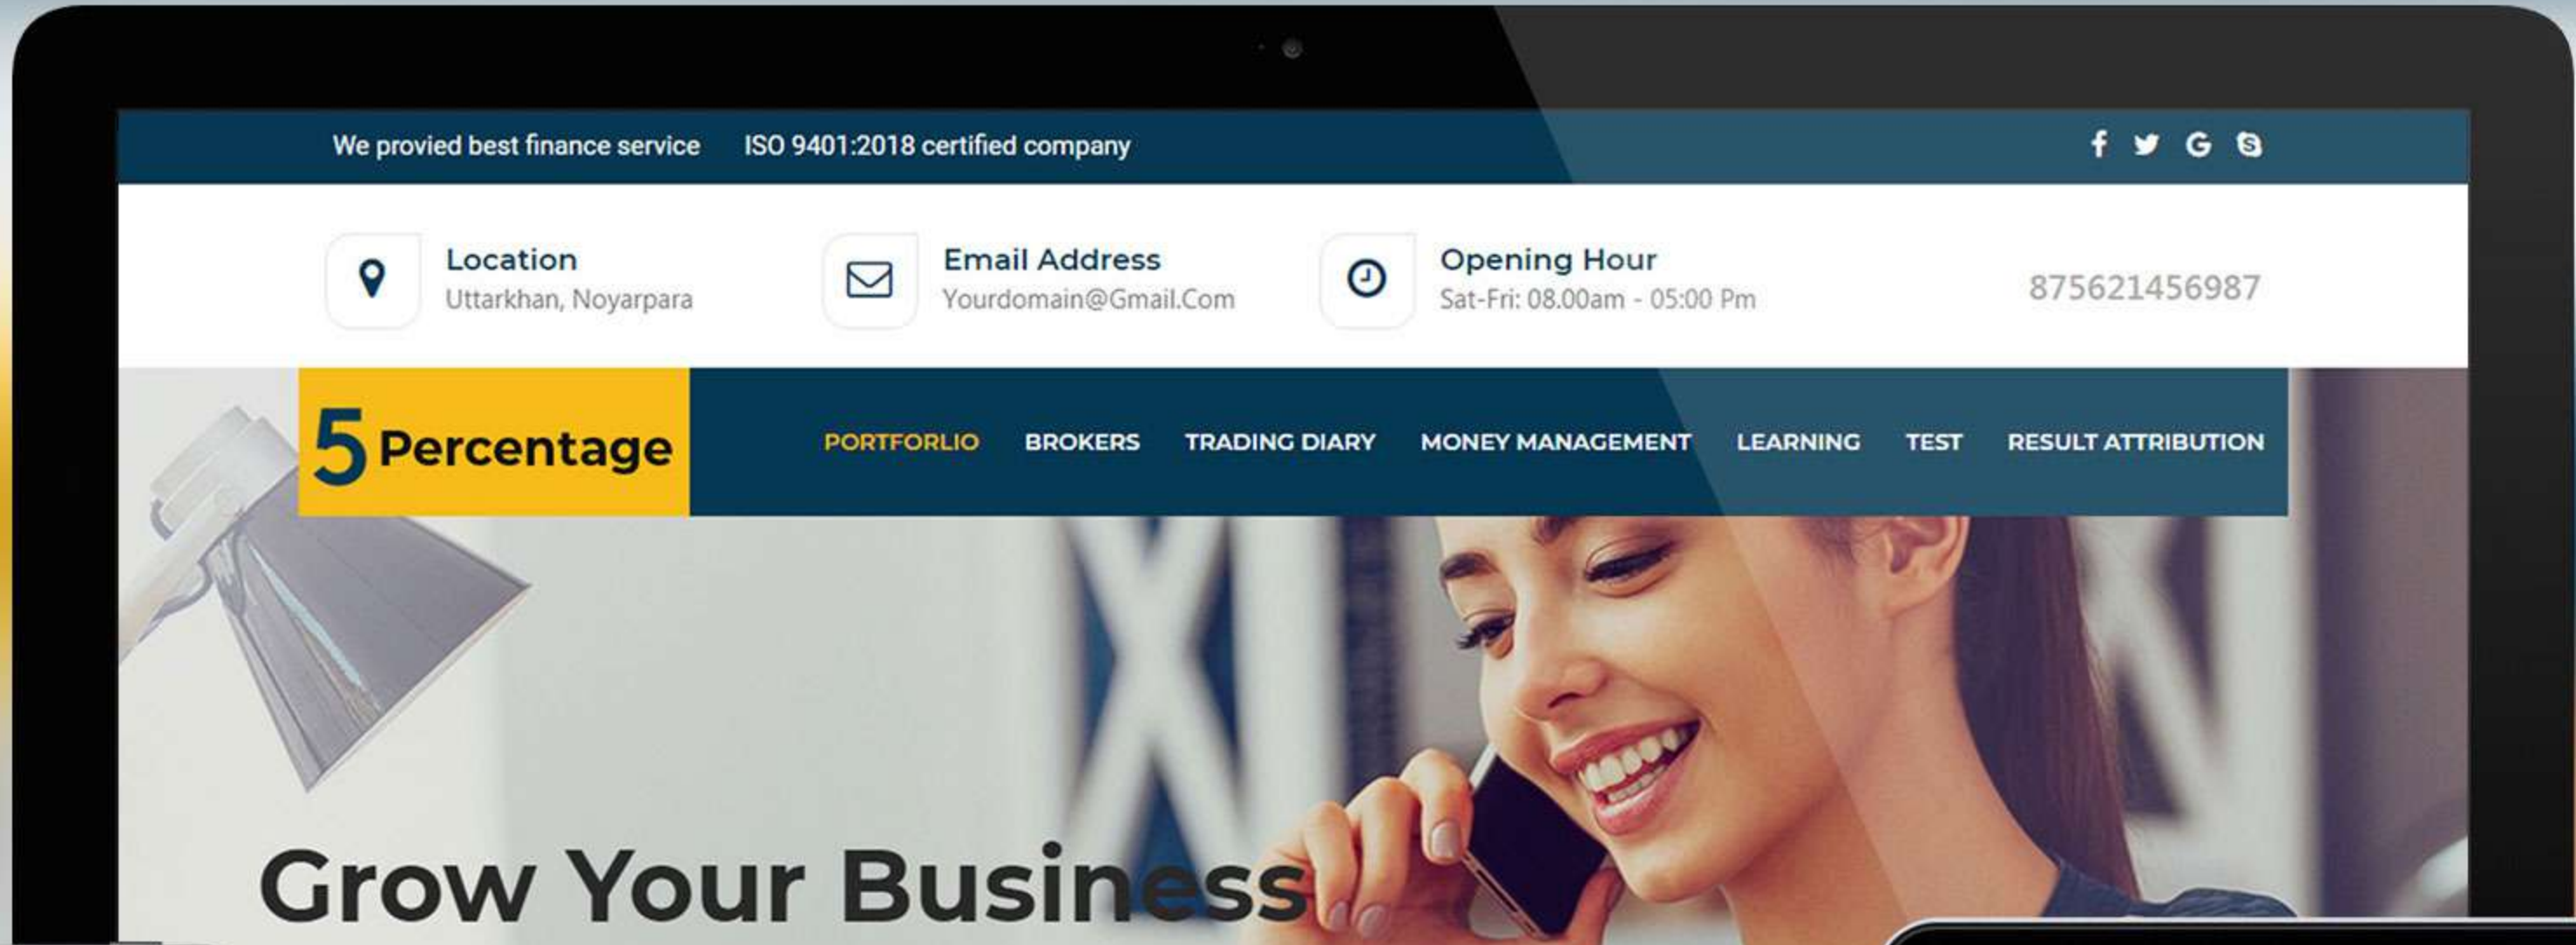 We provied best finance service ISO 9401:2018 certified company
Location
Uttarkhan, Noyarpara
Email Address
Yourdomain@Gmail.Com
Opening Hour
Sat-Fri: 08.00am - 05:00 Pm
875621456987
5 Percentage
PORTFORLIO BROKERS TRADING DIARY MONEY MANAGEMENT LEARNING TEST RESULT ATTRIBUTION
Grow Your Business